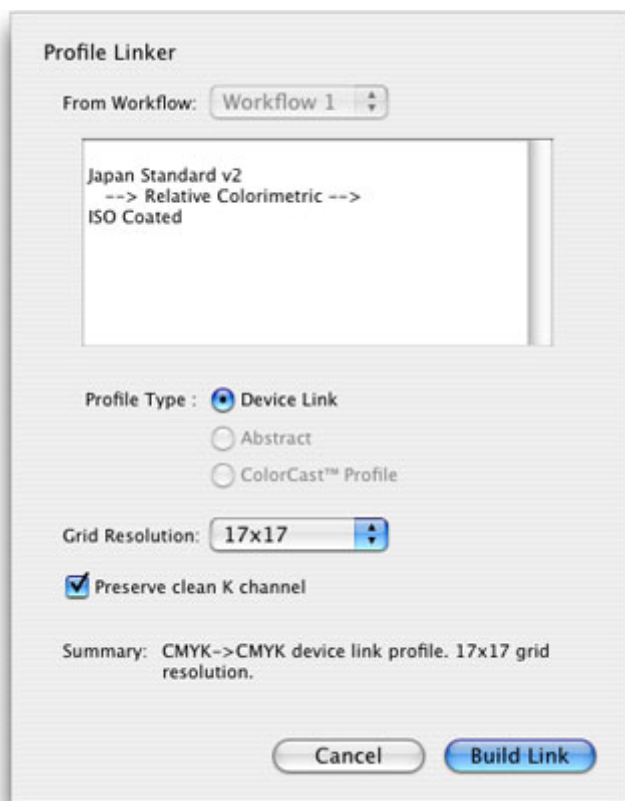 Profile Linker
From Workflow: Workflow 1
Japan Standard v2
--> Relative Colorimetric -->
ISO Coated
Profile Type : Device Link
Abstract
ColorCast™ Profile
Grid Resolution: 17x17
Preserve clean K channel
Summary: CMYK->CMYK device link profile. 17x17 grid
resolution.
Cancel Build Link